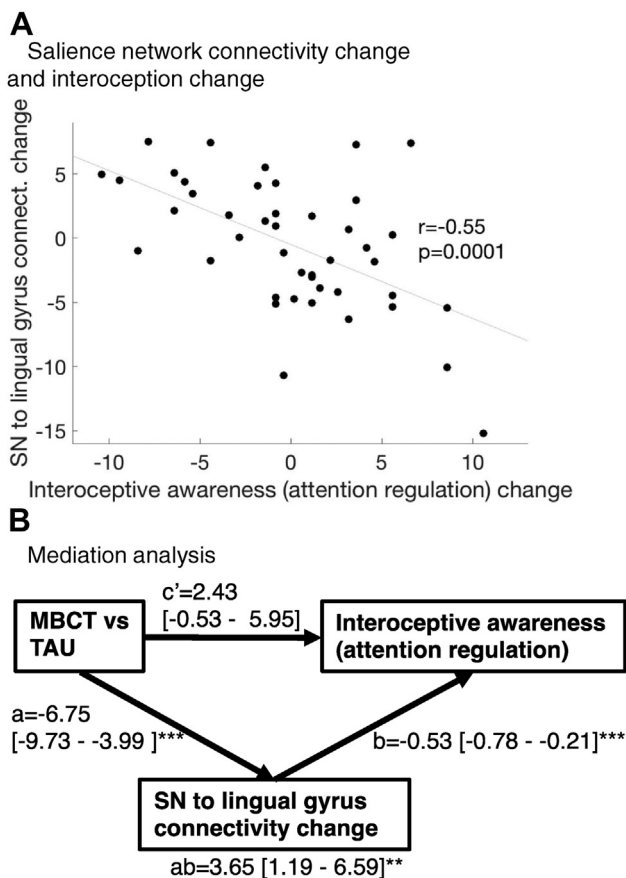 A
Salience network connectivity change
and interoception change
SN to lingual gyrus connect. change
5
0
-5
-10
-15
r=-0.55
p=0.0001
-10 -5 0 5 10
Interoceptive awareness (attention regulation) change
B
Mediation analysis
c'=2.43
[-0.53 - 5.95]
MBCT vs
TAU
Interoceptive awareness
(attention regulation)
a=-6.75
[-9.73 - -3.99 ]***
b=-0.53 [-0.78 - -0.21]***
SN to lingual gyrus
connectivity change
ab=3.65 [1.19 - 6.59]**